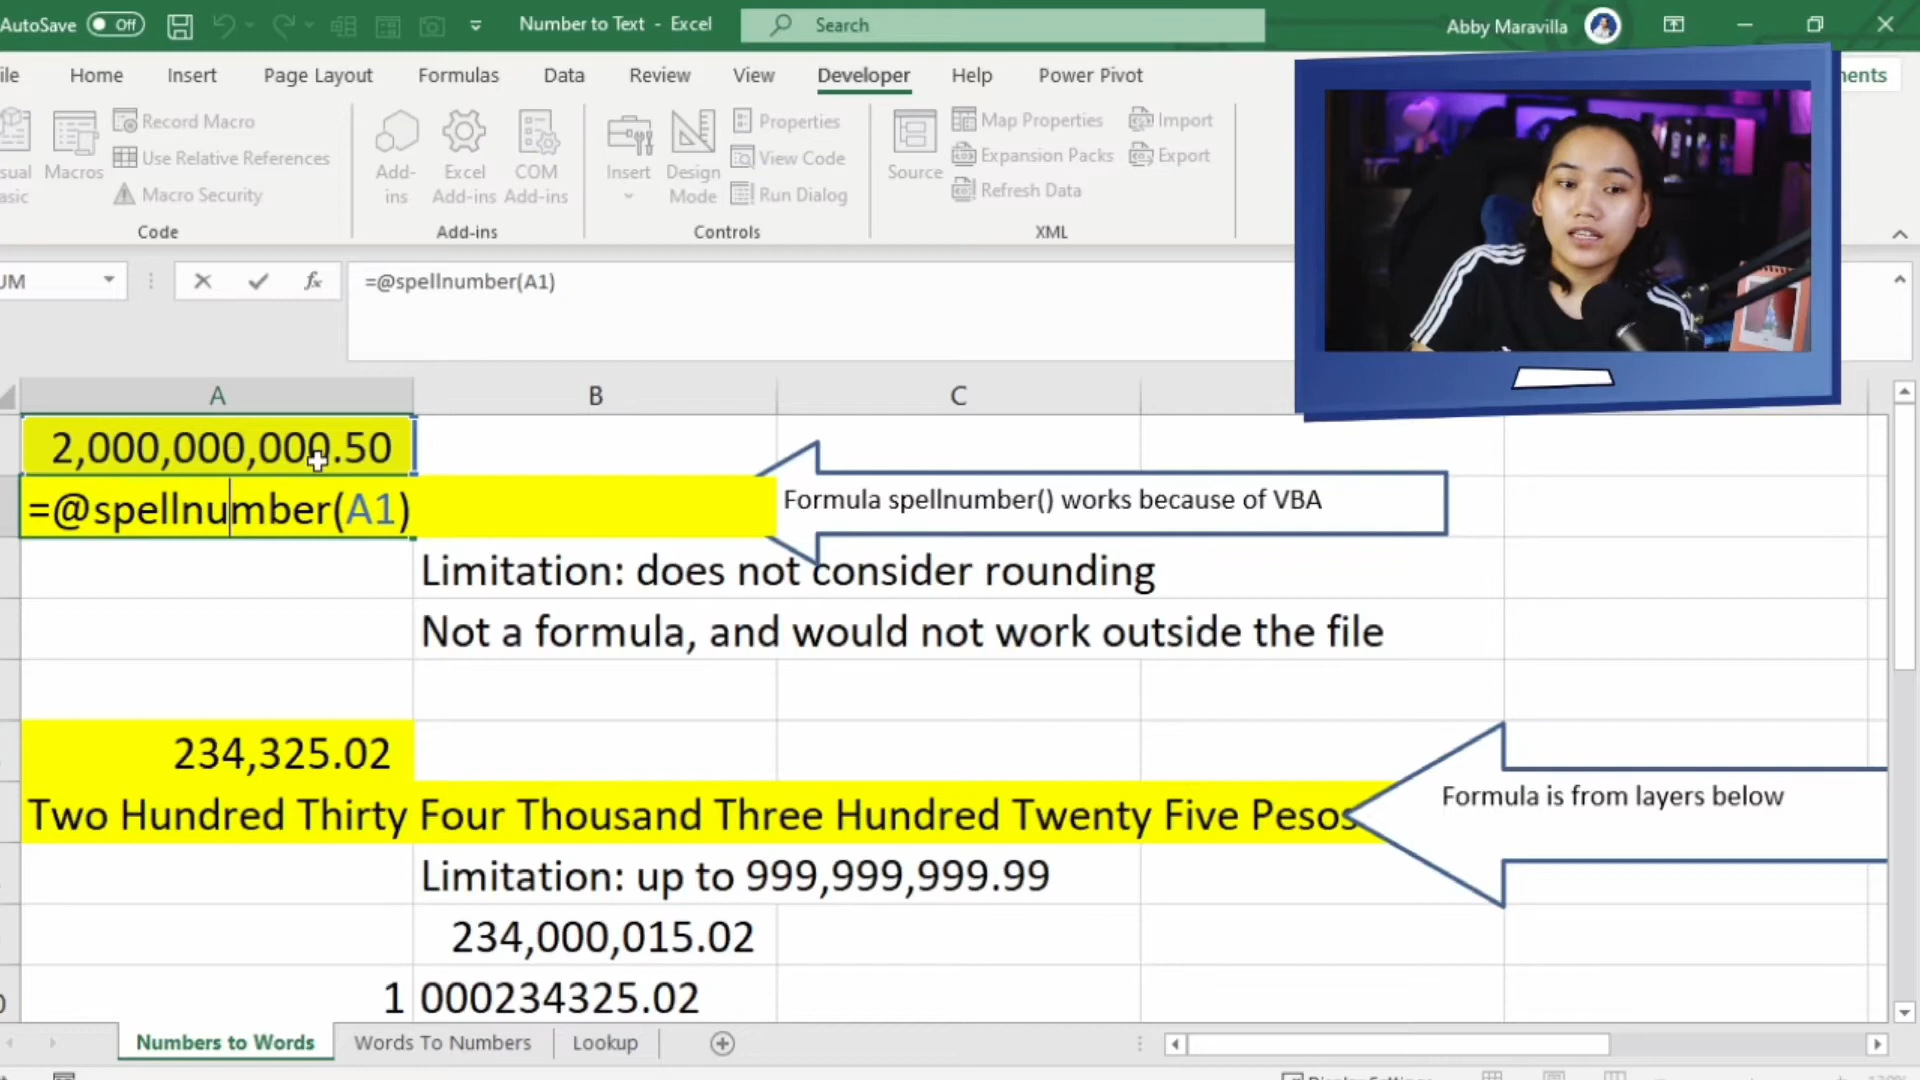 AutoSave Off Number to Text - Excel Search Abby Maravilla
ile Home Insert Page Layout Formulas Data Review View Developer Help Power Pivot ents
sual
asic
Macros
Record Macro
Use Relative References
Macro Security
Code
Add-
ins
Excel
Add-ins
COM
Add-ins
Add-ins
Insert
Design
Mode
Properties
View Code
Run Dialog
Controls
Source
Map Properties
Expansion Packs
Refresh Data
Import
Export
XML
UM fx =@spellnumber(A1)
A B C
2,000,000,000.50
=@spellnumber(A1)
Formula spellnumber() works because of VBA
Limitation: does not consider rounding
Not a formula, and would not work outside the file
234,325.02
Two Hundred Thirty Four Thousand Three Hundred Twenty Five Pesos
Formula is from layers below
Limitation: up to 999,999,999.99
234,000,015.02
0 1 000234325.02
Numbers to Words Words To Numbers Lookup